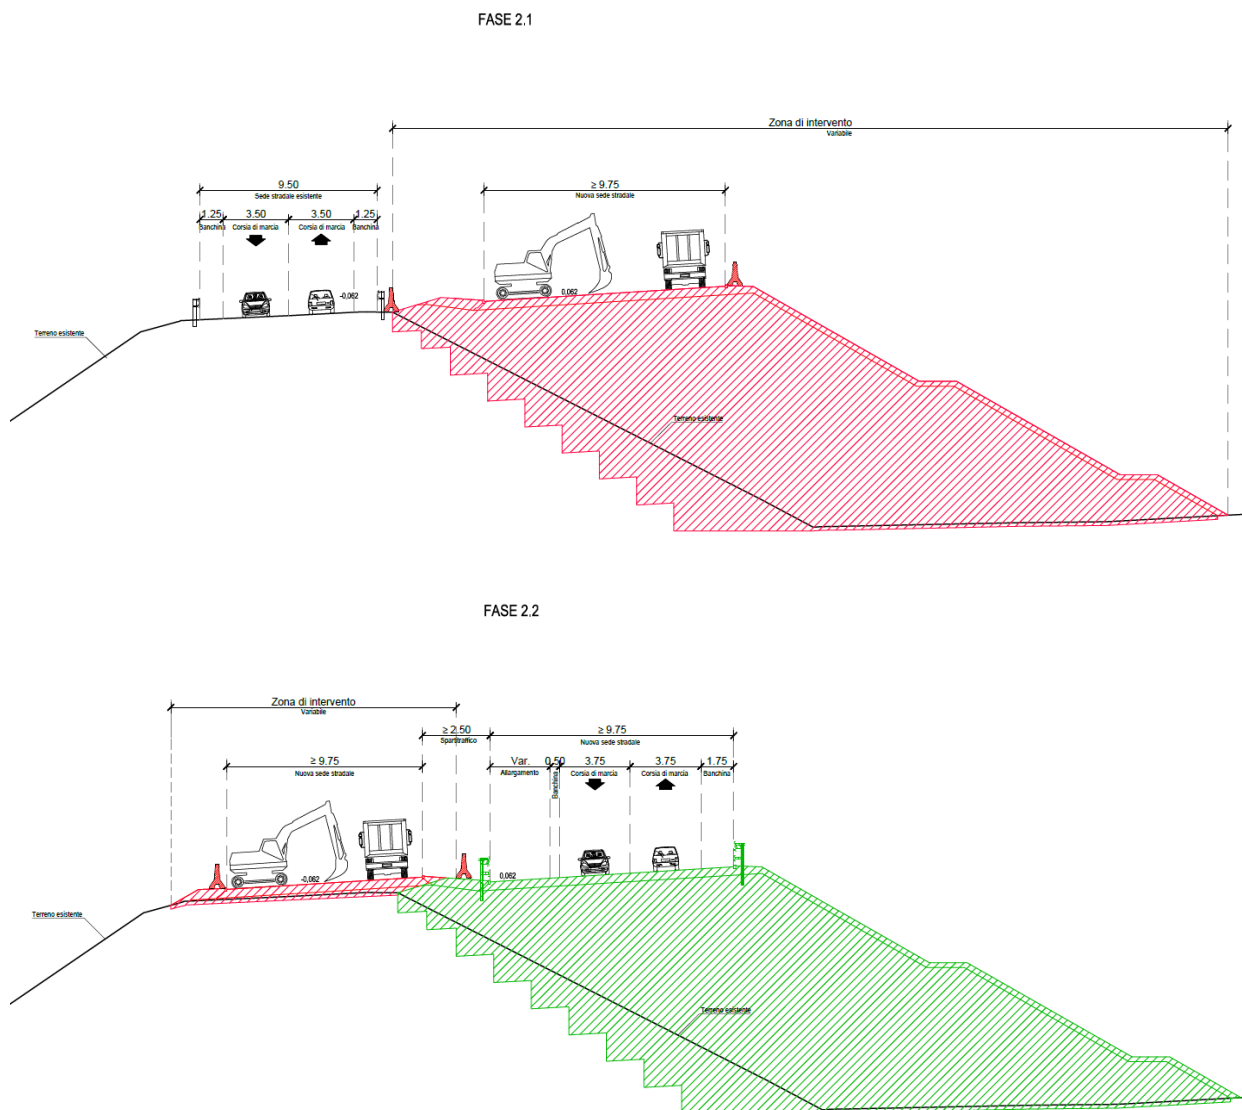 FASE 2.1
Zona di intervento
Variabile
9.50
Sede stradale esistente
≥ 9.75
Nuova sede stradale
1.25 3.50 3.50 1.25
Banchina Corsia di marcia Corsia di marcia Banchina
-0,062
0,062
Terreno esistente
Terreno esistente
FASE 2.2
Zona di intervento
Variabile
≥ 2.50 ≥ 9.75
Spartitraffico Nuova sede stradale
≥ 9.75 Var. 0.50 3.75 3.75 1.75
Nuova sede stradale Allargamento Banchina Corsia di marcia Corsia di marcia Banchina
-0,062
0,062
Terreno esistente
Terreno esistente